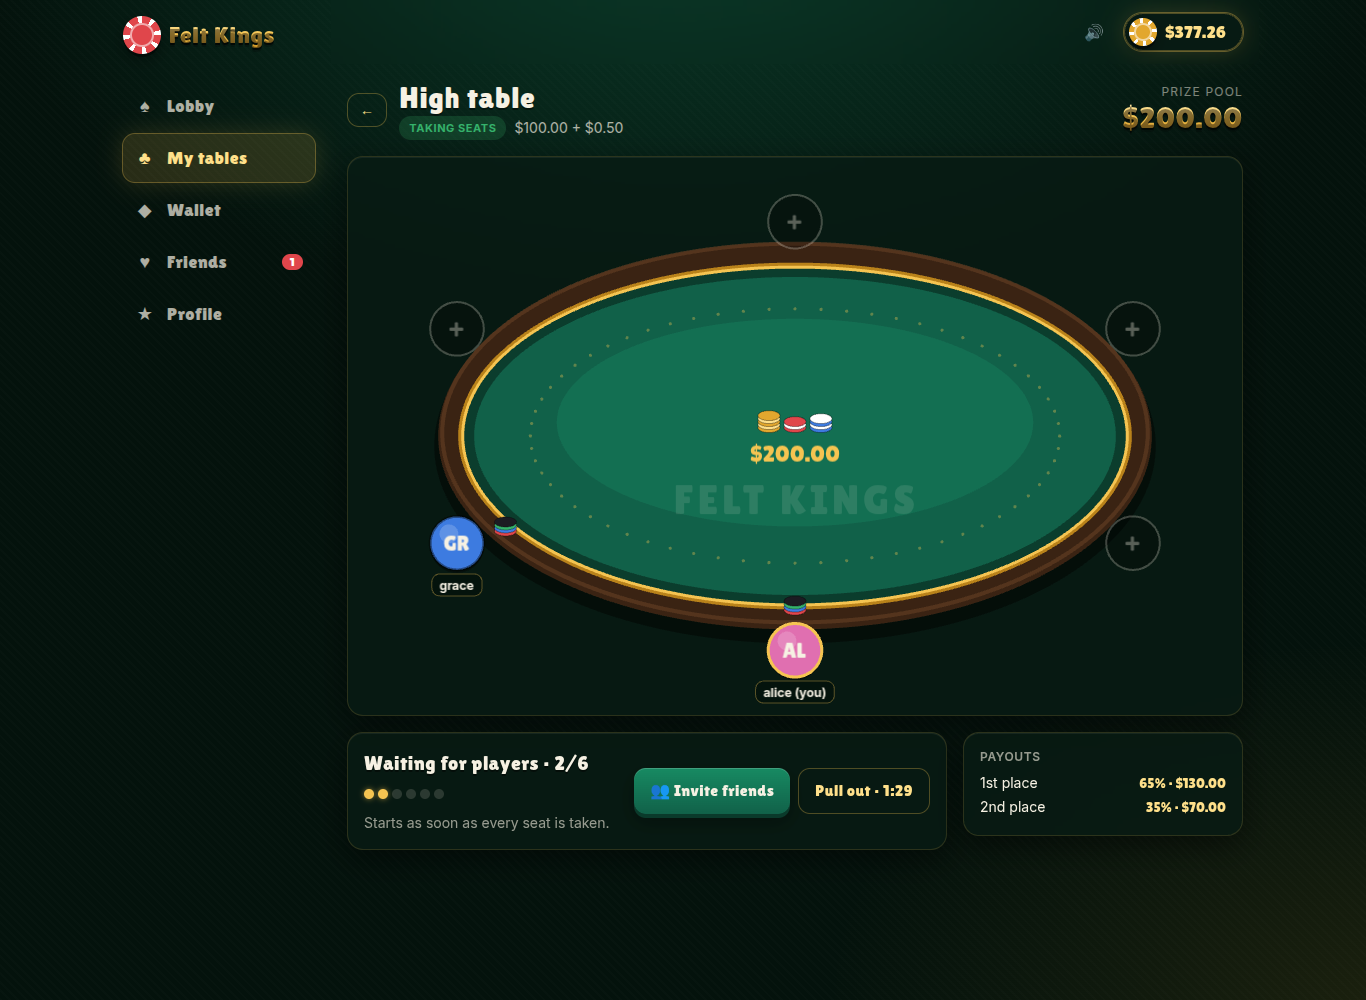 Felt Kings
$377.26
Lobby
My tables
Wallet
Friends
1
Profile
←
High table
TAKING SEATS
$100.00 + $0.50
PRIZE POOL
$200.00
+
+
+
$200.00
FELT KINGS
GR
grace
+
AL
alice (you)
Waiting for players · 2/6
Starts as soon as every seat is taken.
Invite friends
Pull out · 1:29
PAYOUTS
1st place 65% · $130.00
2nd place 35% · $70.00